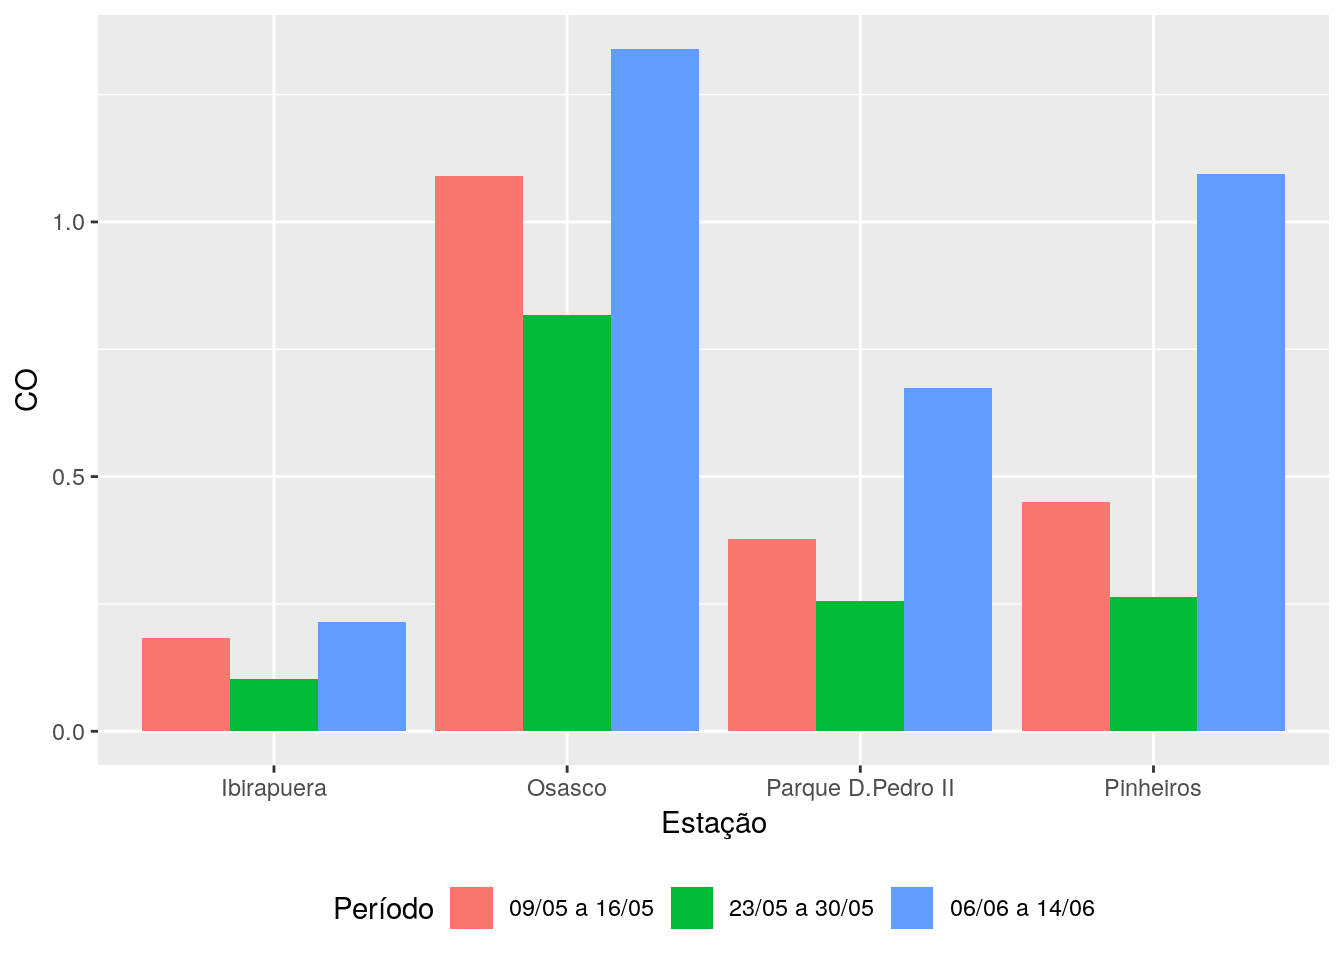 CO
1.0
0.5
0.0
Ibirapuera Osasco Parque D.Pedro II Pinheiros
Estação
Período 09/05 a 16/05 23/05 a 30/05 06/06 a 14/06